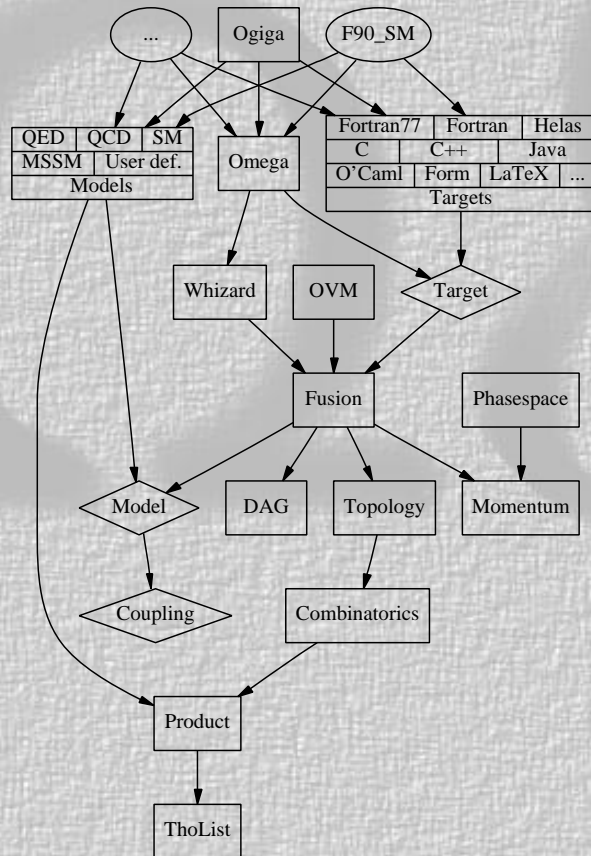 ...
Ogiga
F90_SM
QED QCD SM
MSSM User def.
Models
Omega
Fortran77 Fortran Helas
C C++ Java
O'Caml Form LaTeX ...
Targets
Whizard
OVM
Target
Fusion
Phasespace
Model
DAG
Topology
Momentum
Coupling
Combinatorics
Product
ThoList